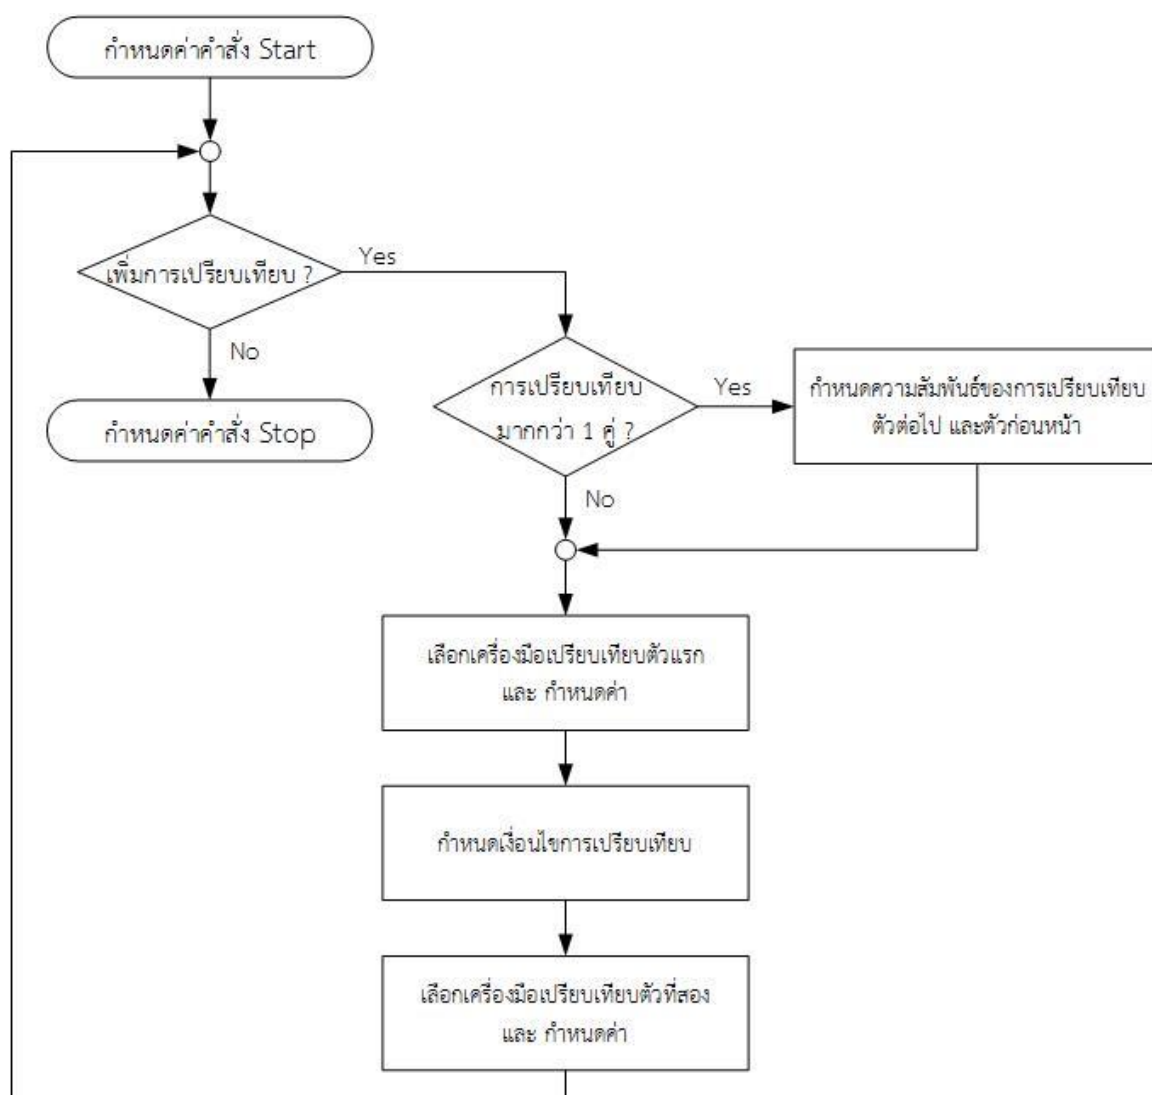 กำหนดค่าคำสั่ง Start
เพิ่มการเปรียบเทียบ ?
Yes
No
กำหนดค่าคำสั่ง Stop
การเปรียบเทียบ
มากกว่า 1 คู่ ?
Yes
กำหนดความสัมพันธ์ของการเปรียบเทียบ
ตัวต่อไป และตัวก่อนหน้า
No
เลือกเครื่องมือเปรียบเทียบตัวแรก
และ กำหนดค่า
กำหนดเงื่อนไขการเปรียบเทียบ
เลือกเครื่องมือเปรียบเทียบตัวที่สอง
และ กำหนดค่า